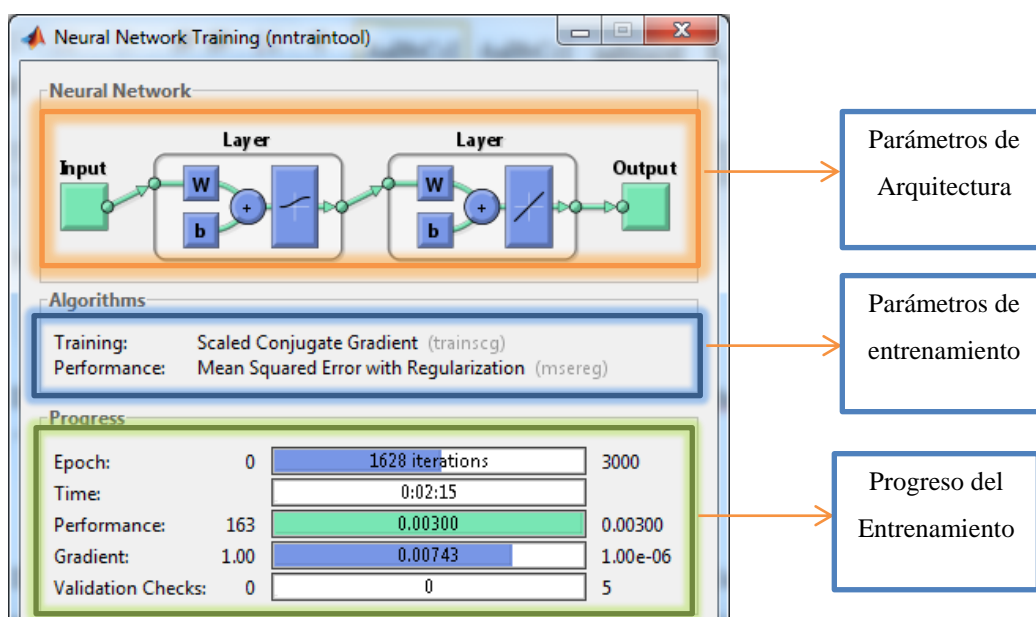 Neural Network Training (nntraintool)
Neural Network
Layer
Layer
Input
Output
W
W
+
+
b
b
Algorithms
Training: Scaled Conjugate Gradient (trainscg)
Performance: Mean Squared Error with Regularization (msereg)
Progress
Epoch: 0 1628 iterations 3000
Time: 0:02:15
Performance: 163 0.00300 0.00300
Gradient: 1.00 0.00743 1.00e-06
Validation Checks: 0 0 5
Parámetros de
Arquitectura
Parámetros de
entrenamiento
Progreso del
Entrenamiento